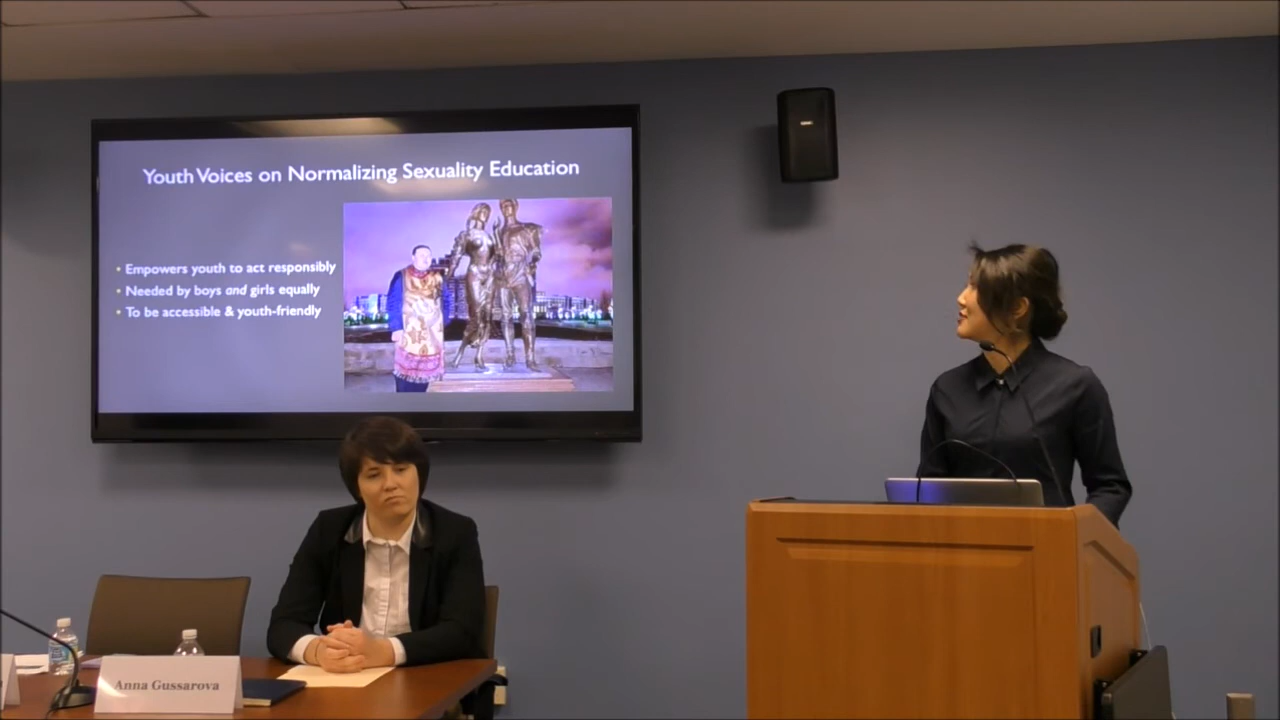 Youth Voices on Normalizing Sexuality Education
• Empowers youth to act responsibly
• Needed by boys and girls equally
• To be accessible & youth-friendly
Anna Gussarova